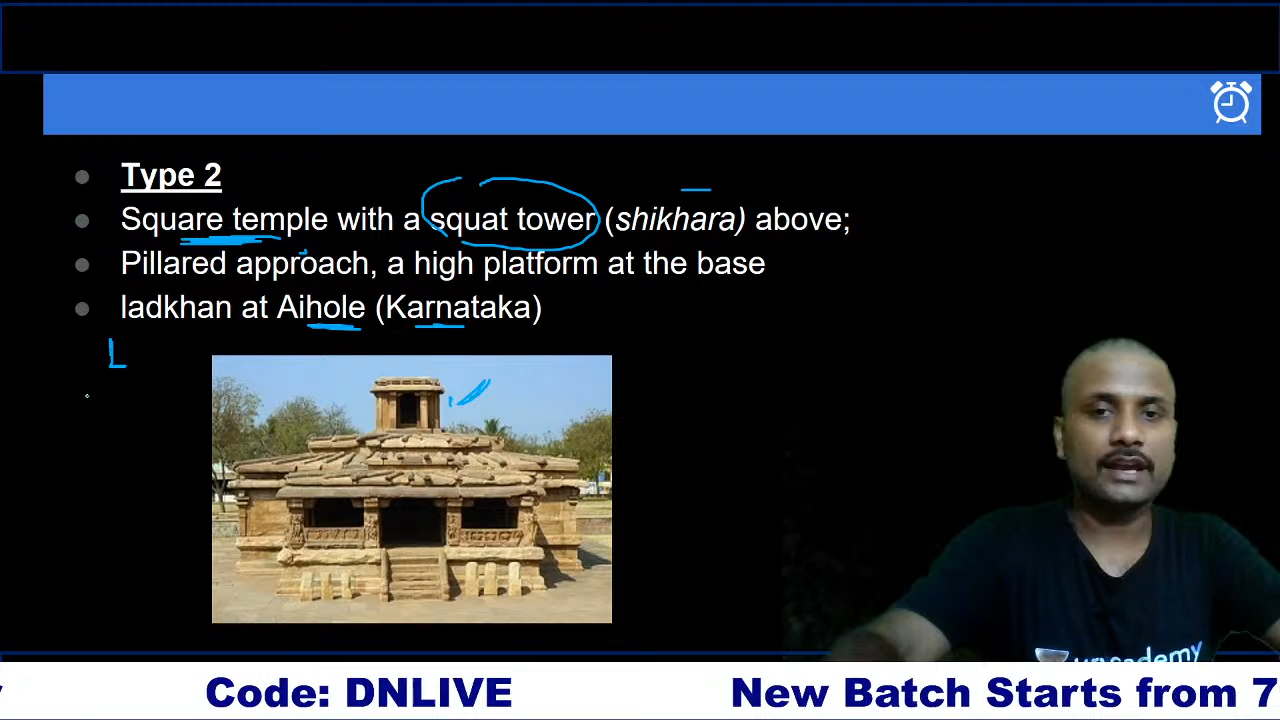 Type 2
Square temple with a squat tower (shikhara) above;
Pillared approach, a high platform at the base
ladkhan at Aihole (Karnataka)
L
Code: DNLIVE New Batch Starts from 7